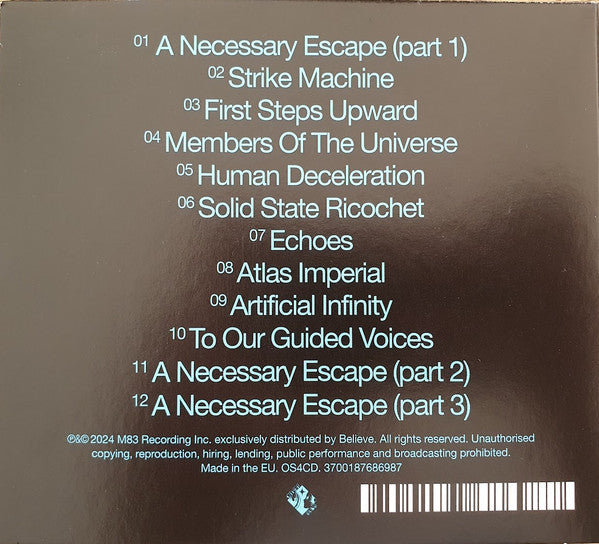 01 A Necessary Escape (part 1)
02 Strike Machine
03 First Steps Upward
04 Members Of The Universe
05 Human Deceleration
06 Solid State Ricochet
07 Echoes
08 Atlas Imperial
09 Artificial Infinity
10 To Our Guided Voices
11 A Necessary Escape (part 2)
12 A Necessary Escape (part 3)
℗&© 2024 M83 Recording Inc. exclusively distributed by Believe. All rights reserved. Unauthorised
copying, reproduction, hiring, lending, public performance and broadcasting prohibited.
Made in the EU. OS4CD. 3700187686987